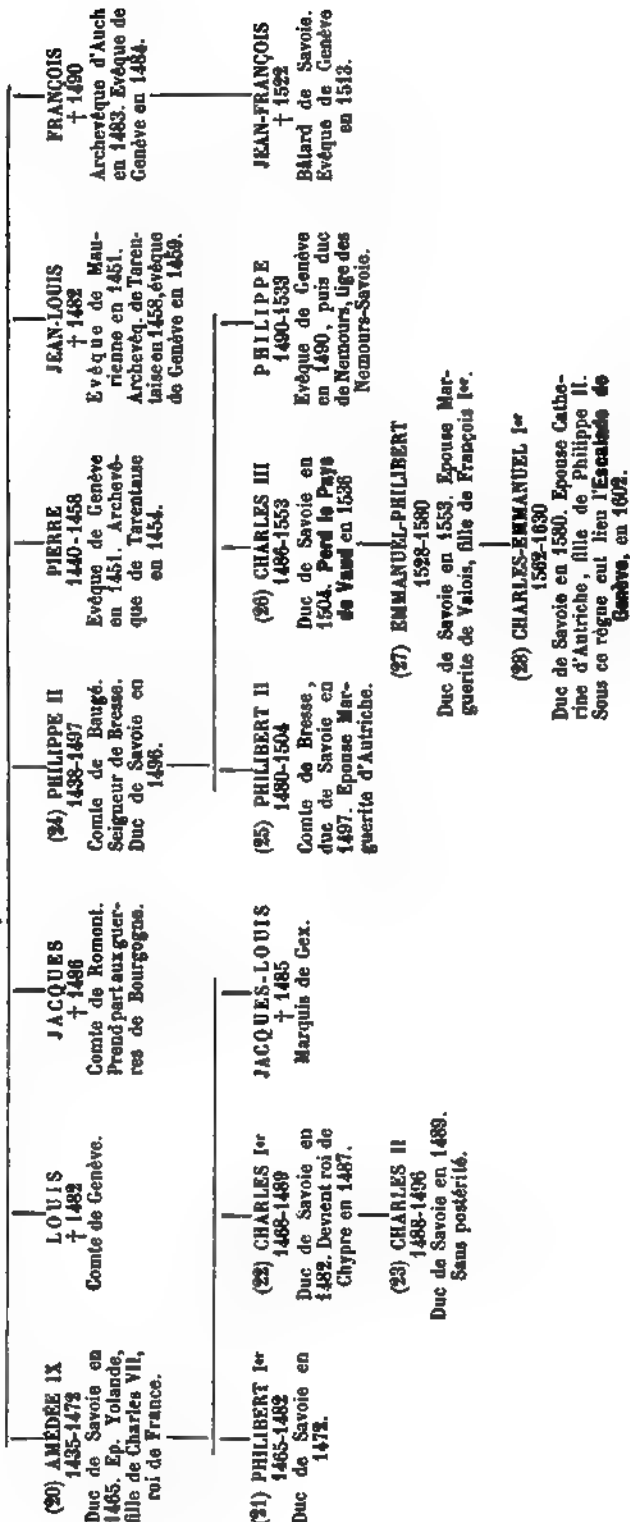 (20) AMÉDÉE IX
1435-1472
Duc de Savoie en
1465. Ep. Yolande,
fille de Charles VII,
roi de France.
LOUIS
† 1482
Comte de Genève.
JACQUES
† 1486
Comte de Romont.
Prend part aux guer-
res de Bourgogne.
(24) PHILIPPE II
1438-1497
Comte de Baugé.
Seigneur de Bresse.
Duc de Savoie en
1496.
PIERRE
1440-1458
Evêque de Genève
en 1451. Archevê-
que de Tarentaise
en 1454.
JEAN-LOUIS
† 1482
Evêque de Mau-
rienne en 1451.
Archevêq. de Taren-
taise en 1458, évêque
de Genève en 1459.
FRANÇOIS
† 1490
Archevêque d'Auch
en 1483. Evêque de
Genève en 1484.
(21) PHILIBERT Ier
1465-1482
Duc de Savoie en
1472.
(22) CHARLES Ier
1468-1489
Duc de Savoie en
1482. Devient roi de
Chypre en 1487.
JACQUES-LOUIS
† 1485
Marquis de Gex.
(25) PHILIBERT II
1480-1504
Comte de Bresse,
duc de Savoie en
1497. Epouse Mar-
guerite d'Autriche.
(26) CHARLES III
1486-1553
Duc de Savoie en
1504. Perd le Pays
de Vaud en 1536
PHILIPPE
1490-1533
Evêque de Genève
en 1490, puis duc
de Nemours, tige des
Nemours-Savoie.
JEAN-FRANÇOIS
† 1522
Bâtard de Savoie.
Evêque de Genève
en 1513.
(23) CHARLES II
1488-1496
Duc de Savoie en 1489.
Sans postérité.
(27) EMMANUEL-PHILIBERT
1528-1580
Duc de Savoie en 1553. Epouse Mar-
guerite de Valois, fille de François Ier.
(28) CHARLES-EMMANUEL Ier
1562-1630
Duc de Savoie en 1580. Epouse Cathe-
rine d'Autriche, fille de Philippe II.
Sous ce règne eut lieu l'Escalade de
Genève, en 1602.